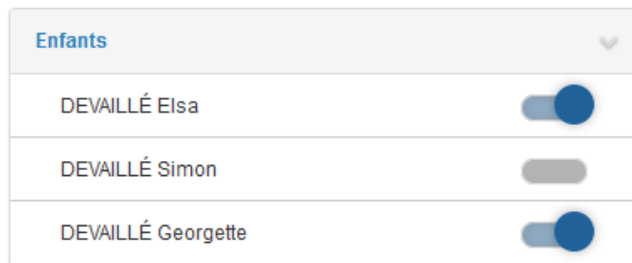 Enfants
DEVAILLÉ Elsa
DEVAILLÉ Simon
DEVAILLÉ Georgette